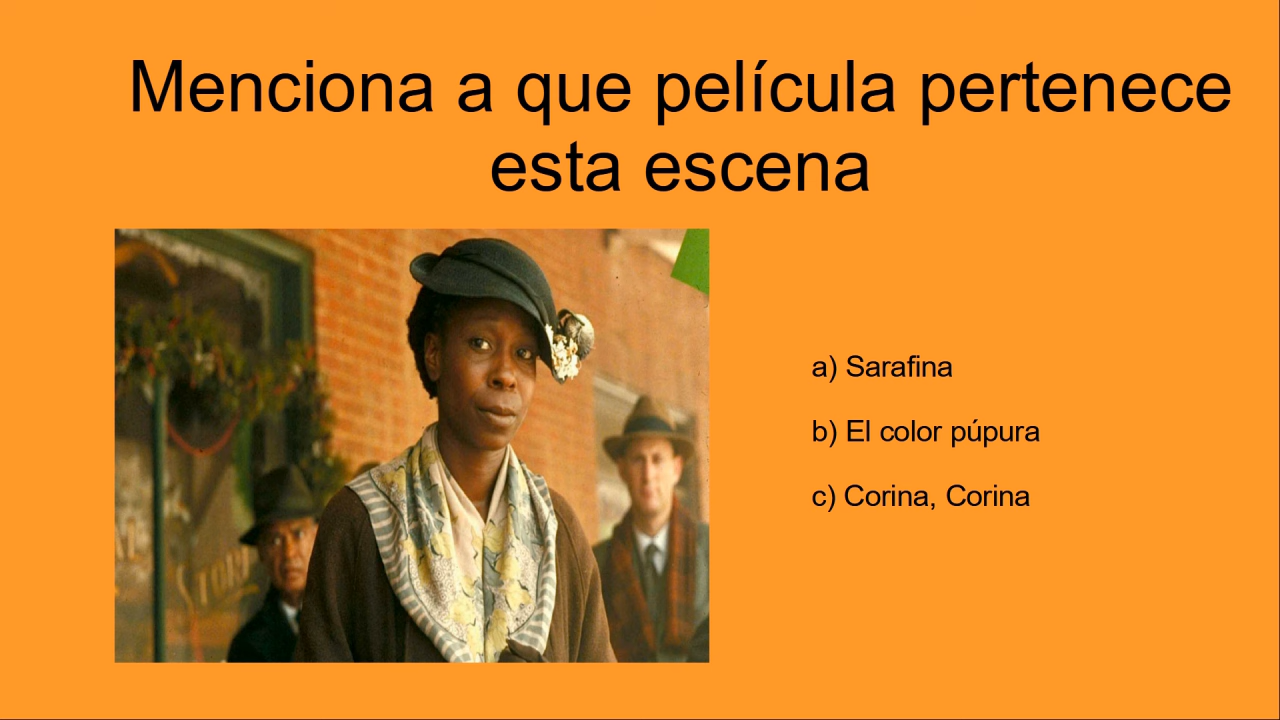 Menciona a que película pertenece
esta escena
a) Sarafina
b) El color púpura
c) Corina, Corina